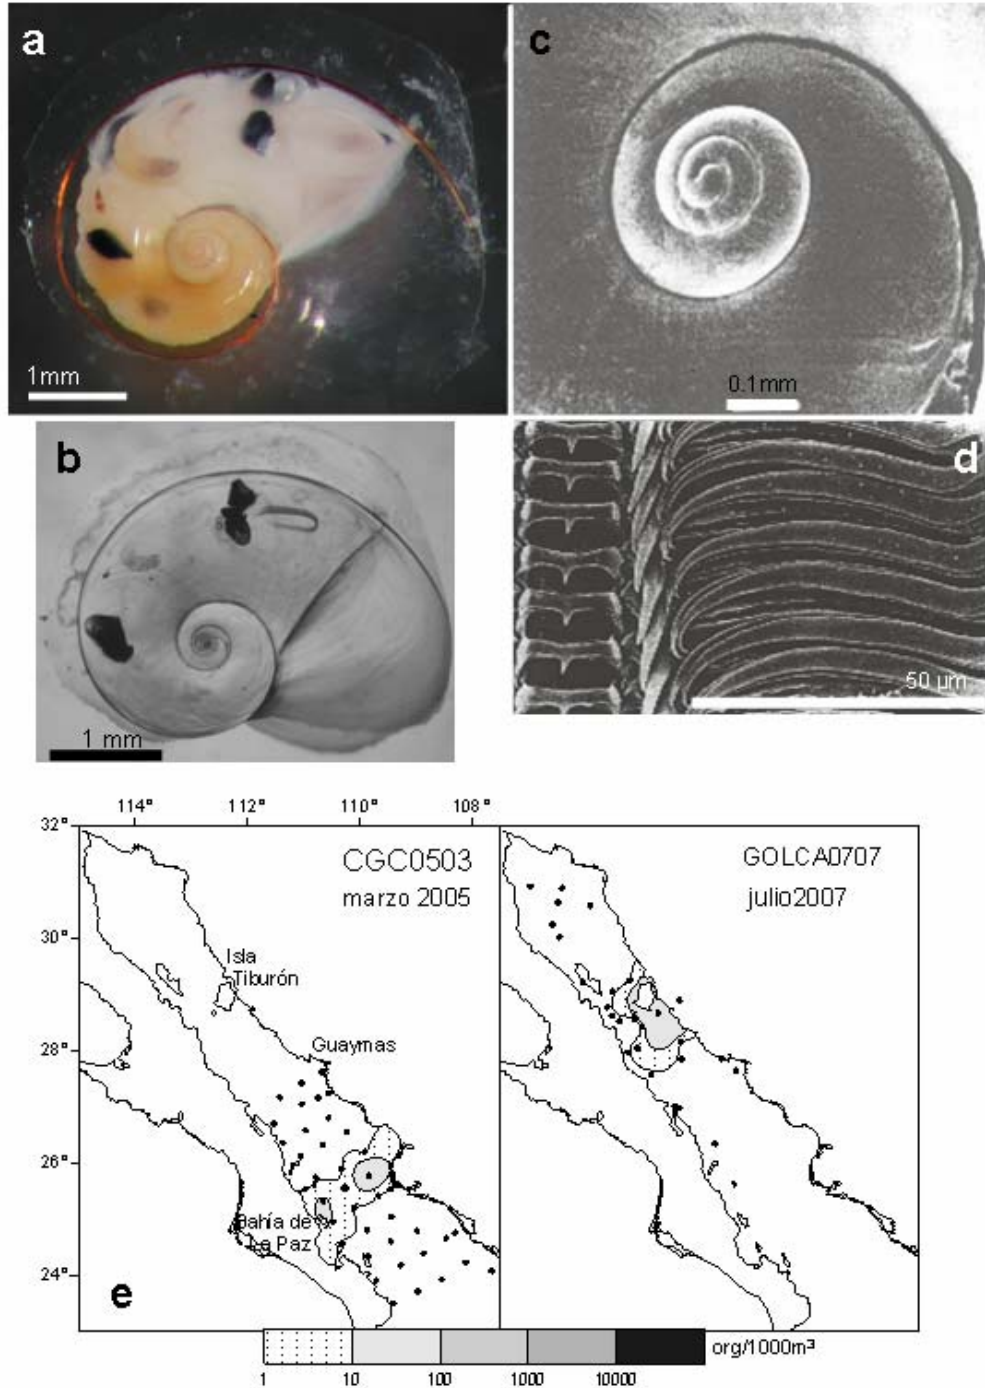 a
c
1mm
0.1mm
b
d
1 mm
50 µm
114° 112° 110° 108°
32°
CGC0503
marzo 2005
GOLCA0707
julio2007
30°
Isla
Tiburón
Guaymas
28°
26°
Bahía de
La Paz
24°
e
org/1000m³
1 10 100 1000 10000